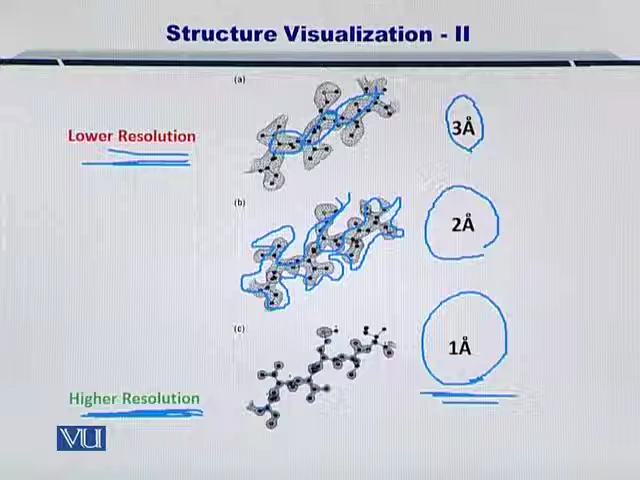 Structure Visualization - II
(a)
Lower Resolution
3Å
(b)
2Å
(c)
1Å
Higher Resolution
VU